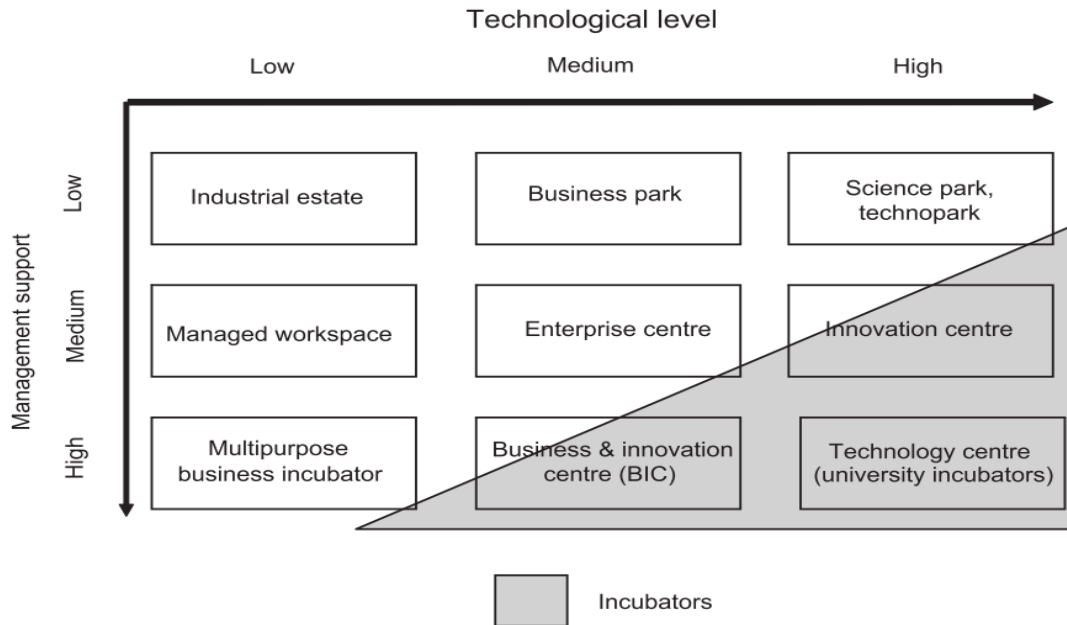 Technological level
Low
Medium
High
Management support
Low
Medium
High
Industrial estate
Business park
Science park,
technopark
Managed workspace
Enterprise centre
Innovation centre
Multipurpose
business incubator
Business & innovation
centre (BIC)
Technology centre
(university incubators)
Incubators